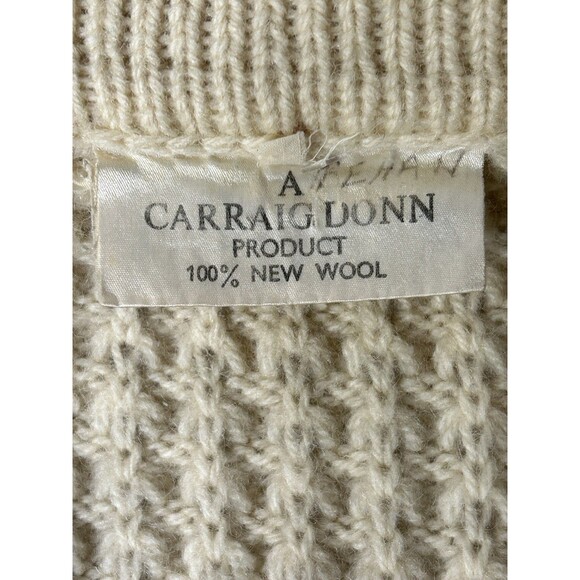 A
CARRAIG DONN
PRODUCT
100% NEW WOOL